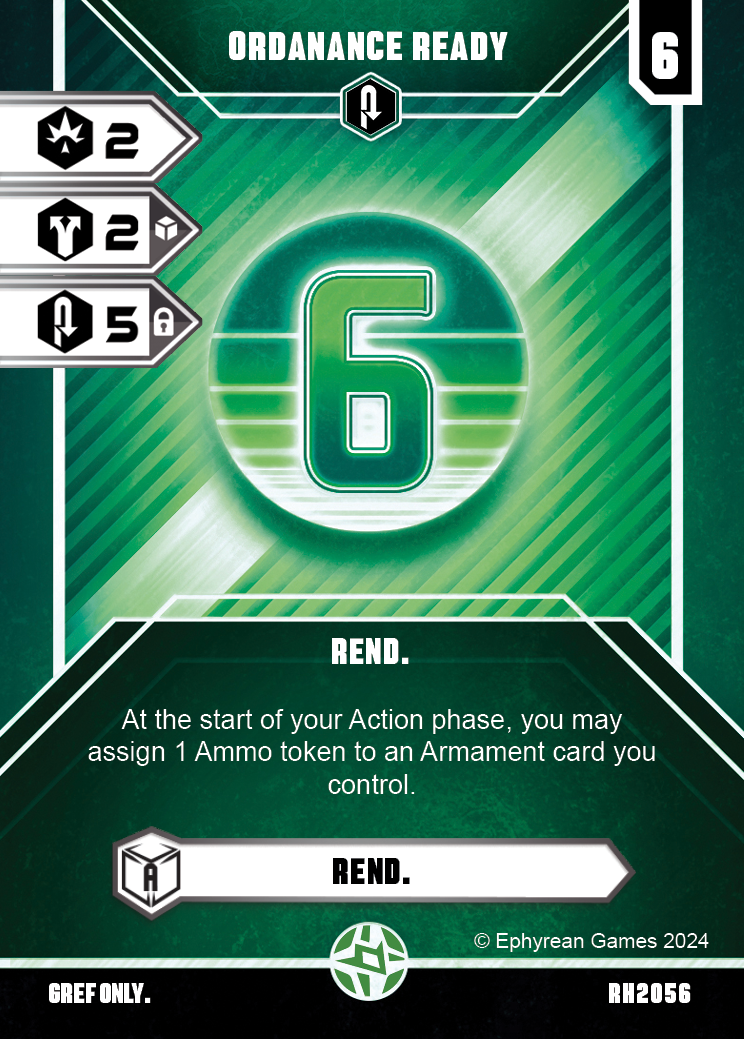 ORDANANCE READY
6
2
2
5
6
REND.
At the start of your Action phase, you may
assign 1 Ammo token to an Armament card you
control.
A
REND.
© Ephyrean Games 2024
GREF ONLY.
RH2056